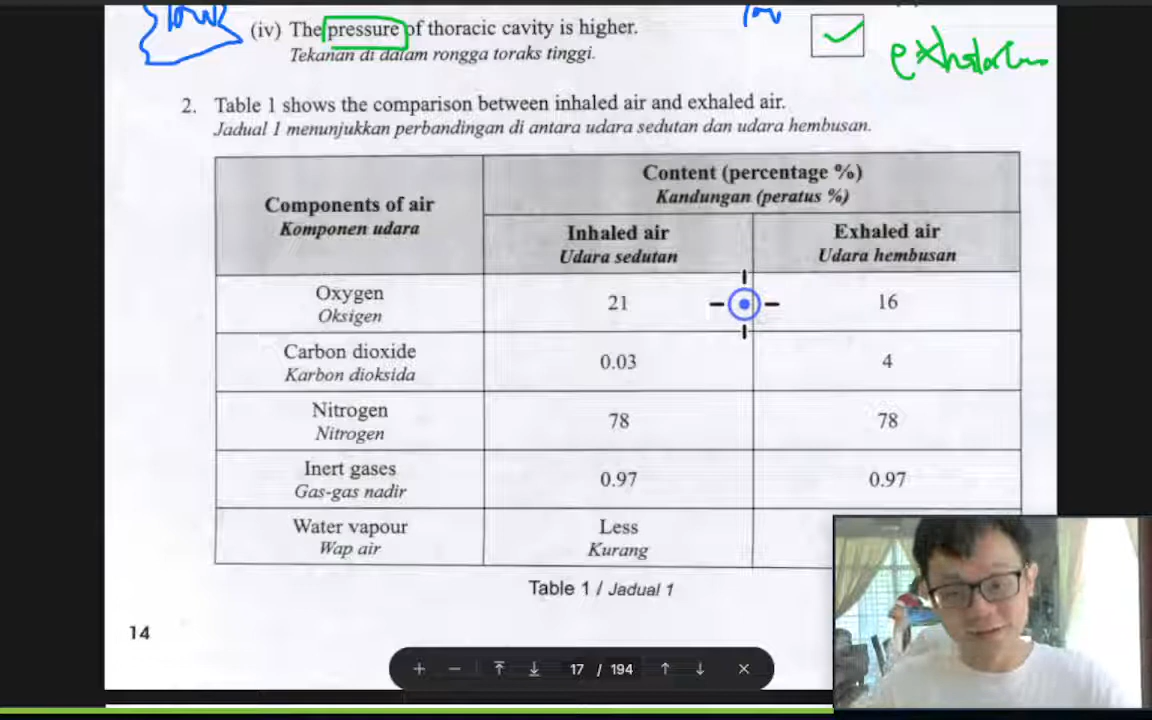 (iv) The pressure of thoracic cavity is higher.
Tekanan di dalam rongga toraks tinggi.
2. Table 1 shows the comparison between inhaled air and exhaled air.
Jadual 1 menunjukkan perbandingan di antara udara sedutan dan udara hembusan.
Components of air
Komponen udara
Content (percentage %)
Kandungan (peratus %)
Inhaled air
Udara sedutan
Exhaled air
Udara hembusan
Oxygen
Oksigen
21
16
Carbon dioxide
Karbon dioksida
0.03
4
Nitrogen
Nitrogen
78
78
Inert gases
Gas-gas nadir
0.97
0.97
Water vapour
Wap air
Less
Kurang
Table 1 / Jadual 1
14
17 / 194